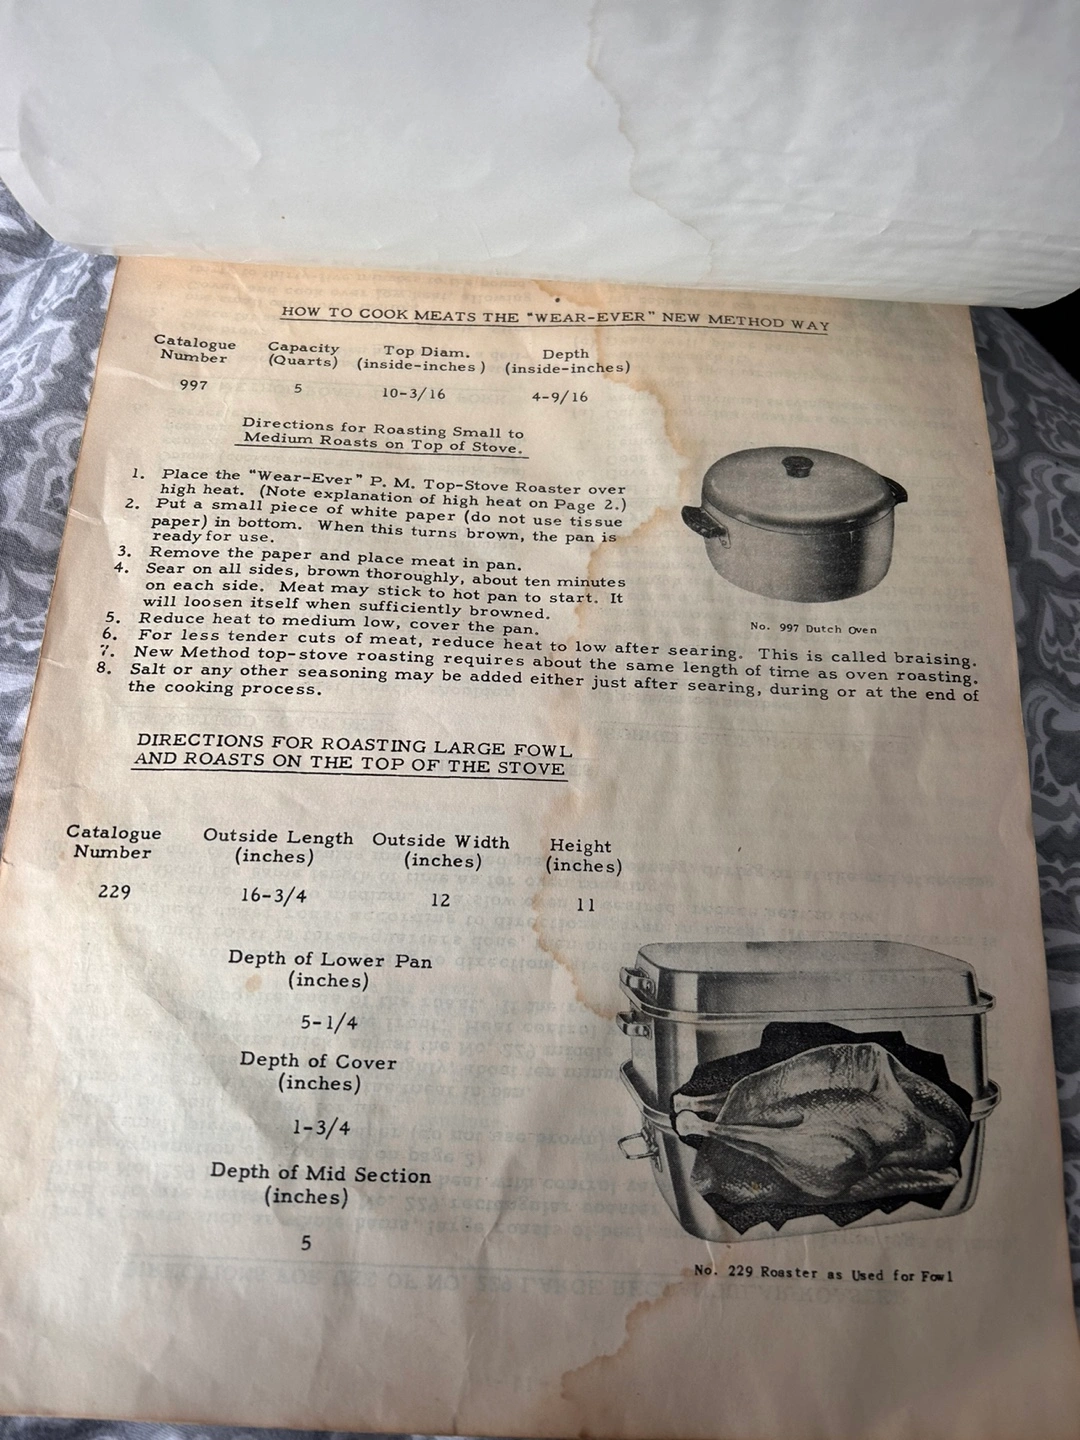 HOW TO COOK MEATS THE "WEAR-EVER" NEW METHOD WAY
Catalogue Number
Capacity (Quarts)
Top Diam. (inside-inches)
Depth (inside-inches)
997 5 10-3/16 4-9/16
Directions for Roasting Small to
Medium Roasts on Top of Stove.
1. Place the "Wear-Ever" P. M. Top-Stove Roaster over
high heat. (Note explanation of high heat on Page 2.)
2. Put a small piece of white paper (do not use tissue
paper) in bottom. When this turns brown, the pan is
ready for use.
3. Remove the paper and place meat in pan.
4. Sear on all sides, brown thoroughly, about ten minutes
on each side. Meat may stick to hot pan to start. It
will loosen itself when sufficiently browned.
5. Reduce heat to medium low, cover the pan.
6. For less tender cuts of meat, reduce heat to low after searing. This is called braising.
7. New Method top-stove roasting requires about the same length of time as oven roasting.
8. Salt or any other seasoning may be added either just after searing, during or at the end of
the cooking process.
No. 997 Dutch Oven
DIRECTIONS FOR ROASTING LARGE FOWL
AND ROASTS ON THE TOP OF THE STOVE
Catalogue Number
Outside Length (inches)
Outside Width (inches)
Height (inches)
229 16-3/4 12 11
Depth of Lower Pan
(inches)
5-1/4
Depth of Cover
(inches)
1-3/4
Depth of Mid Section
(inches)
5
No. 229 Roaster as Used for Fowl